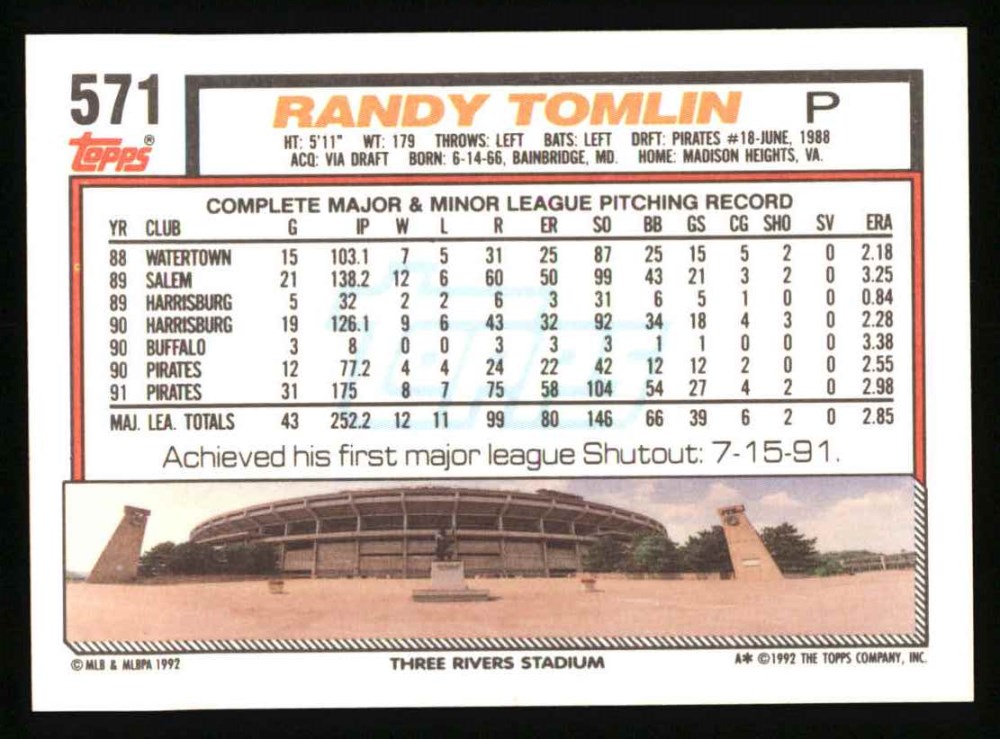 571
Topps®
RANDY TOMLIN P
HT: 5'11" WT: 179 THROWS: LEFT BATS: LEFT DRFT: PIRATES #18-JUNE, 1988
ACQ: VIA DRAFT BORN: 6-14-66, BAINBRIDGE, MD. HOME: MADISON HEIGHTS, VA.
COMPLETE MAJOR & MINOR LEAGUE PITCHING RECORD
YR CLUB G IP W L R ER SO BB GS CG SHO SV ERA
88 WATERTOWN 15 103.1 7 5 31 25 87 25 15 5 2 0 2.18
89 SALEM 21 138.2 12 6 60 50 99 43 21 3 2 0 3.25
89 HARRISBURG 5 32 2 2 6 3 31 6 5 1 0 0 0.84
90 HARRISBURG 19 126.1 9 6 43 32 92 34 18 4 3 0 2.28
90 BUFFALO 3 8 0 0 3 3 3 1 1 0 0 0 3.38
90 PIRATES 12 77.2 4 4 24 22 42 12 12 2 0 0 2.55
91 PIRATES 31 175 8 7 75 58 104 54 27 4 2 0 2.98
MAJ. LEA. TOTALS 43 252.2 12 11 99 80 146 66 39 6 2 0 2.85
Topps
Achieved his first major league Shutout: 7-15-91.
© MLB & MLBPA 1992 THREE RIVERS STADIUM A* ©1992 THE TOPPS COMPANY, INC.